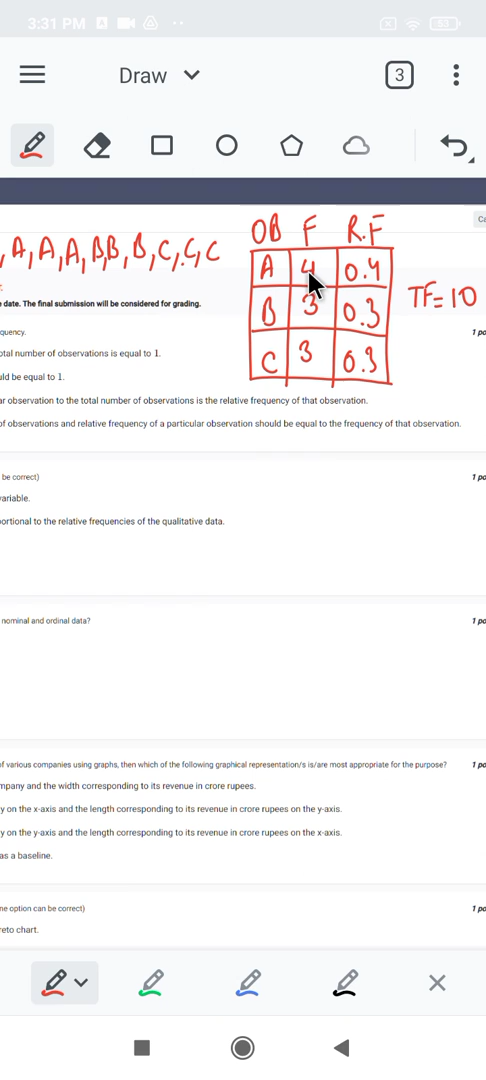 3:31 PM A 53
Draw 3
Ca
A, A, A, B, B, B, C, C, C
OB F R.F
A 4 0.4
B 3 0.3
C 3 0.3
TF=10
date. The final submission will be considered for grading.
quency. 1 po
otal number of observations is equal to 1.
uld be equal to 1.
ar observation to the total number of observations is the relative frequency of that observation.
of observations and relative frequency of a particular observation should be equal to the frequency of that observation.
be correct) 1 po
variable.
portional to the relative frequencies of the qualitative data.
nominal and ordinal data? 1 po
of various companies using graphs, then which of the following graphical representation/s is/are most appropriate for the purpose? 1 po
mpany and the width corresponding to its revenue in crore rupees.
y on the x-axis and the length corresponding to its revenue in crore rupees on the y-axis.
y on the y-axis and the length corresponding to its revenue in crore rupees on the x-axis.
as a baseline.
ne option can be correct) 1 po
reto chart.